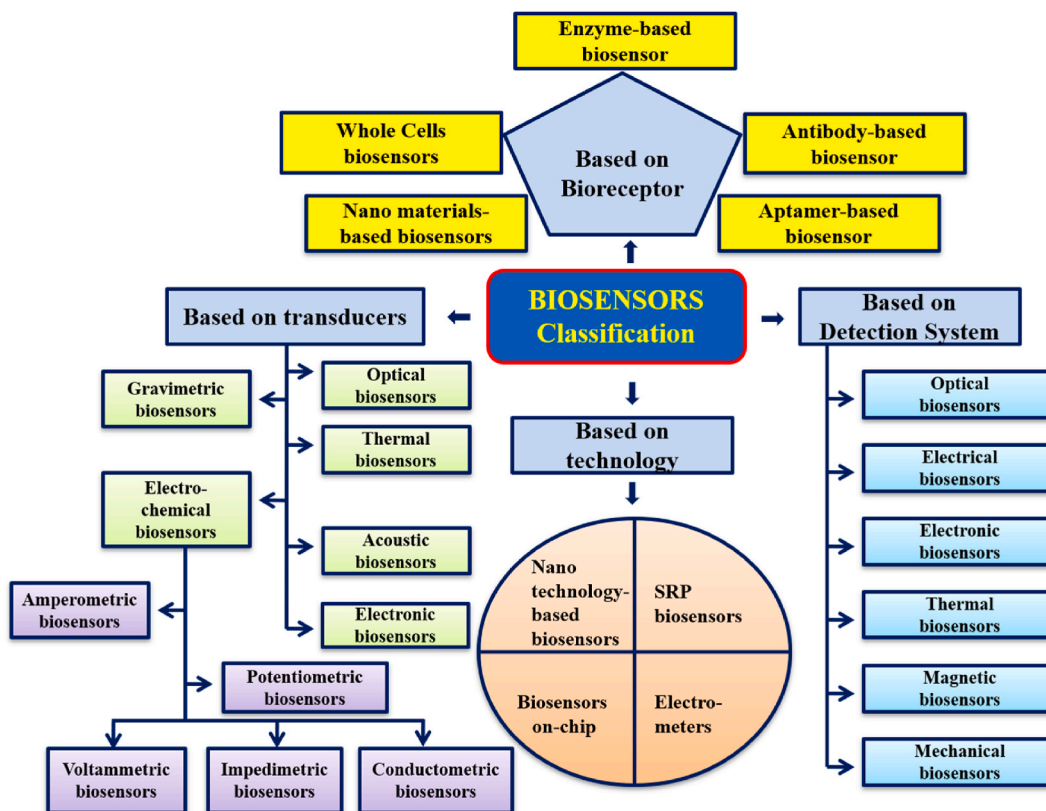 Enzyme-based
biosensor
Whole Cells
biosensors
Antibody-based
biosensor
Based on
Bioreceptor
Nano materials-
based biosensors
Aptamer-based
biosensor
BIOSENSORS
Classification
Based on transducers
Based on
Detection System
Gravimetric
biosensors
Optical
biosensors
Thermal
biosensors
Electro-
chemical
biosensors
Acoustic
biosensors
Electronic
biosensors
Amperometric
biosensors
Potentiometric
biosensors
Voltammetric
biosensors
Impedimetric
biosensors
Conductometric
biosensors
Based on
technology
Nano
technology-
based
biosensors
SRP
biosensors
Biosensors
on-chip
Electro-
meters
Optical
biosensors
Electrical
biosensors
Electronic
biosensors
Thermal
biosensors
Magnetic
biosensors
Mechanical
biosensors